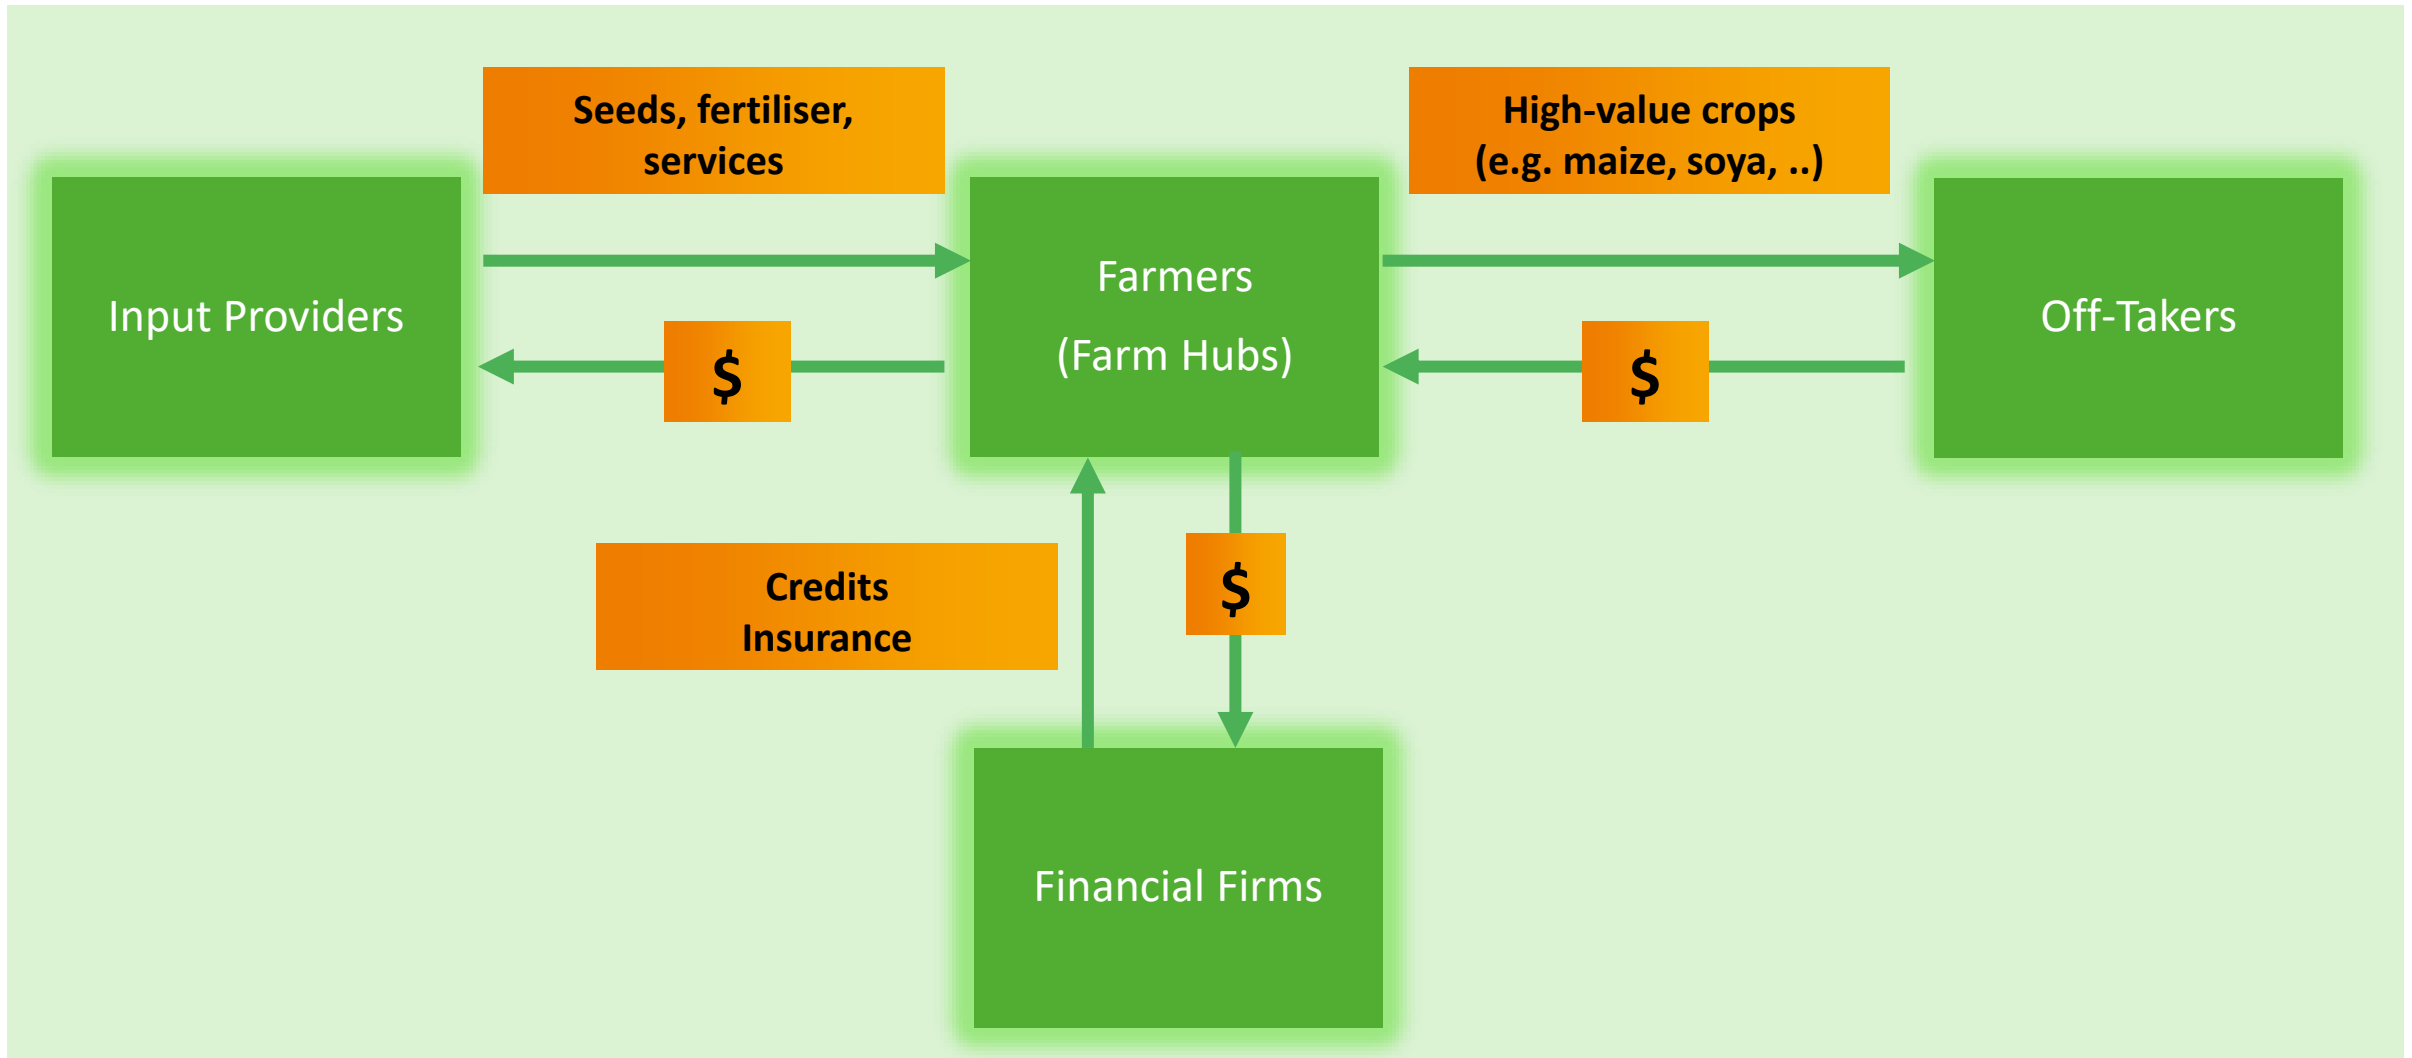 Seeds, fertiliser,
services
High-value crops
(e.g. maize, soya, ..)
Input Providers
Farmers
(Farm Hubs)
Off-Takers
$
$
Credits
Insurance
$
Financial Firms